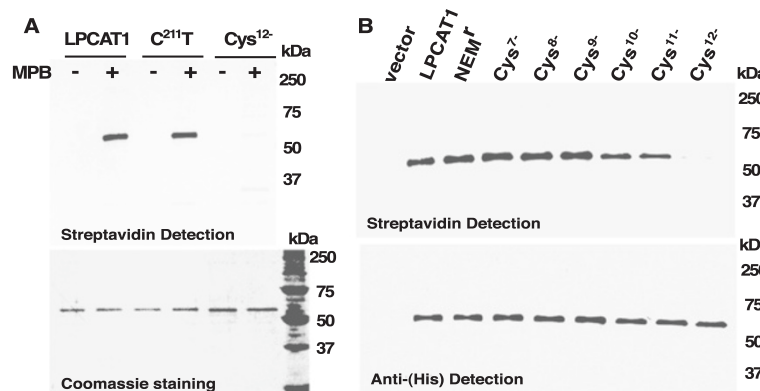 A
LPCAT1 C²¹¹T Cys¹²⁻
kDa
MPB - + - + - +
250
75
50
37
Streptavidin Detection
kDa
250
75
50
37
Coomassie staining
B
vector LPCAT1 NEMʳ Cys⁷⁻ Cys⁸⁻ Cys⁹⁻ Cys¹⁰⁻ Cys¹¹⁻ Cys¹²⁻
kDa
250
75
50
37
Streptavidin Detection
kDa
250
75
50
37
Anti-(His) Detection